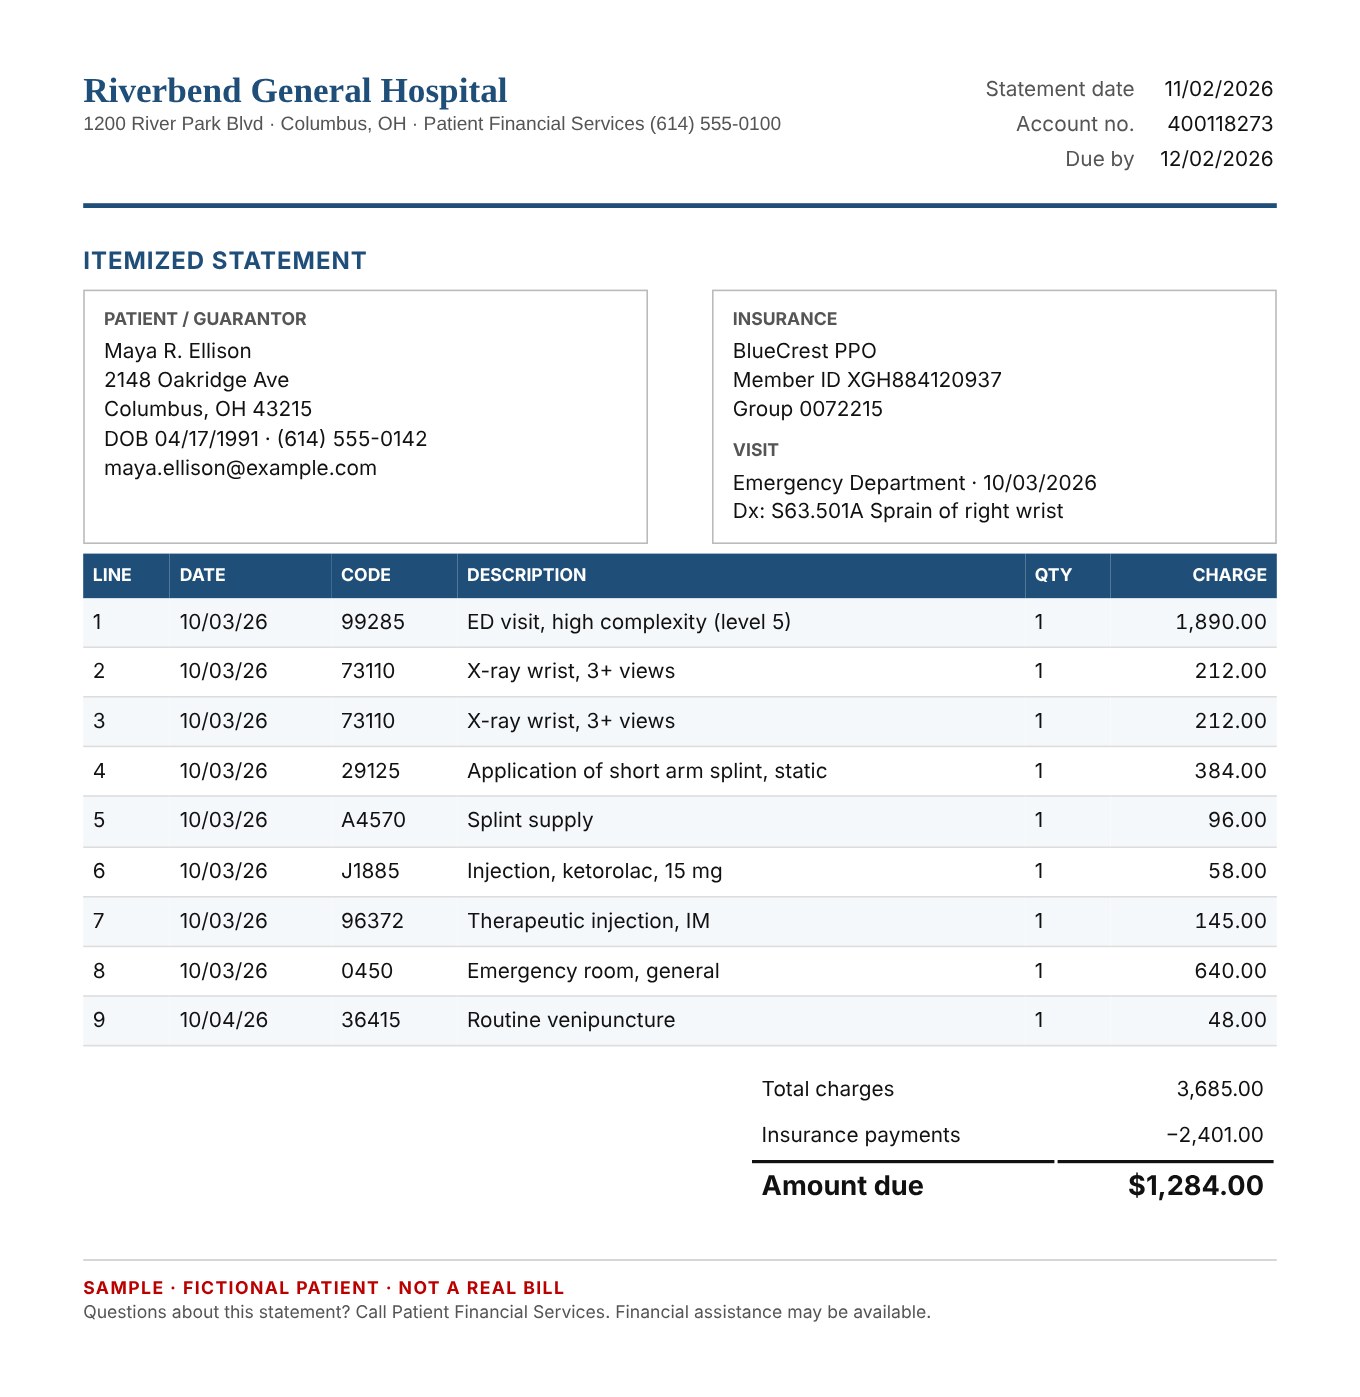 Riverbend General Hospital
1200 River Park Blvd · Columbus, OH · Patient Financial Services (614) 555-0100
Statement date 11/02/2026
Account no. 400118273
Due by 12/02/2026
ITEMIZED STATEMENT
PATIENT / GUARANTOR
Maya R. Ellison
2148 Oakridge Ave
Columbus, OH 43215
DOB 04/17/1991 · (614) 555-0142
maya.ellison@example.com
INSURANCE
BlueCrest PPO
Member ID XGH884120937
Group 0072215
VISIT
Emergency Department · 10/03/2026
Dx: S63.501A Sprain of right wrist
LINE DATE CODE DESCRIPTION QTY CHARGE
1 10/03/26 99285 ED visit, high complexity (level 5) 1 1,890.00
2 10/03/26 73110 X-ray wrist, 3+ views 1 212.00
3 10/03/26 73110 X-ray wrist, 3+ views 1 212.00
4 10/03/26 29125 Application of short arm splint, static 1 384.00
5 10/03/26 A4570 Splint supply 1 96.00
6 10/03/26 J1885 Injection, ketorolac, 15 mg 1 58.00
7 10/03/26 96372 Therapeutic injection, IM 1 145.00
8 10/03/26 0450 Emergency room, general 1 640.00
9 10/04/26 36415 Routine venipuncture 1 48.00
Total charges 3,685.00
Insurance payments −2,401.00
Amount due $1,284.00
SAMPLE · FICTIONAL PATIENT · NOT A REAL BILL
Questions about this statement? Call Patient Financial Services. Financial assistance may be available.